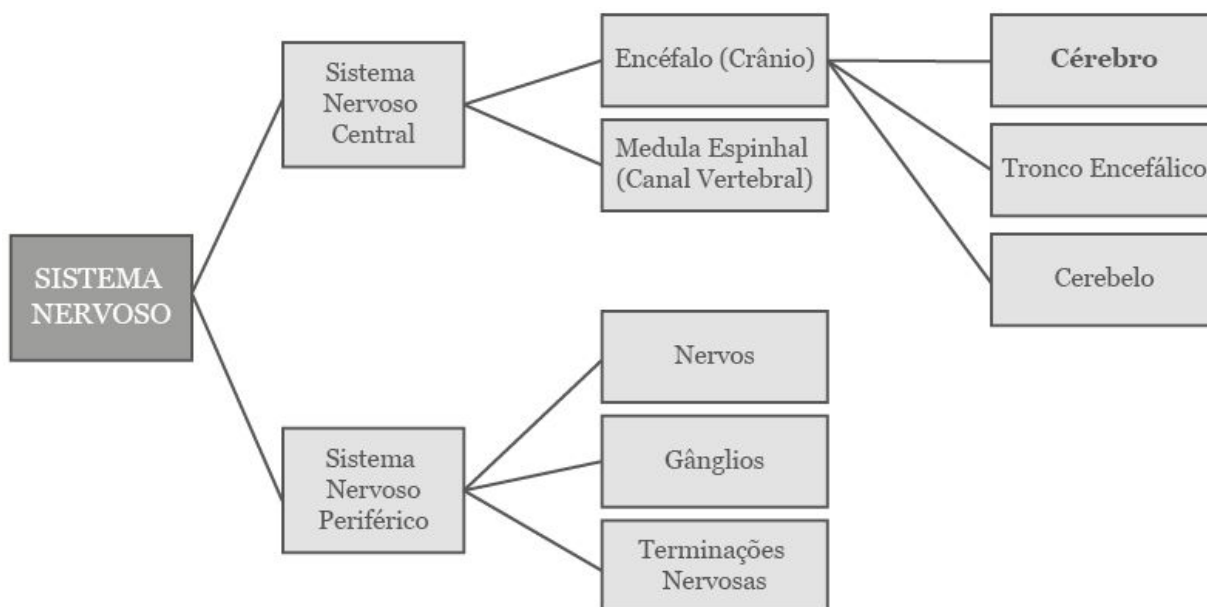 SISTEMA
NERVOSO
Sistema
Nervoso
Central
Encéfalo (Crânio)
Medula Espinhal
(Canal Vertebral)
Cérebro
Tronco Encefálico
Cerebelo
Sistema
Nervoso
Periférico
Nervos
Gânglios
Terminações
Nervosas